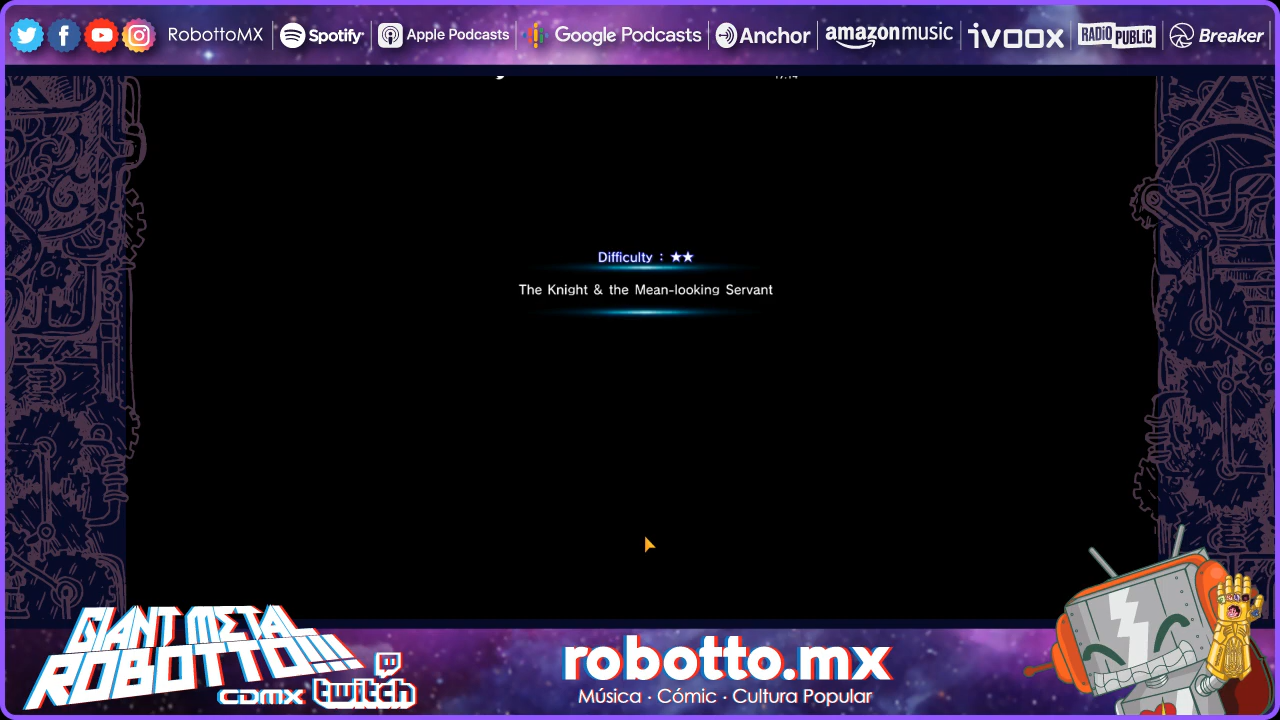 RobottoMX
Spotify
Apple Podcasts
Google Podcasts
Anchor
amazon music
ivoox
RADIO PUBLIC
Breaker
Difficulty : ★★
The Knight & the Mean-looking Servant
GIANT METAL
ROBOTTO!!!
CDMX twitch
robotto.mx
Música · Cómic · Cultura Popular